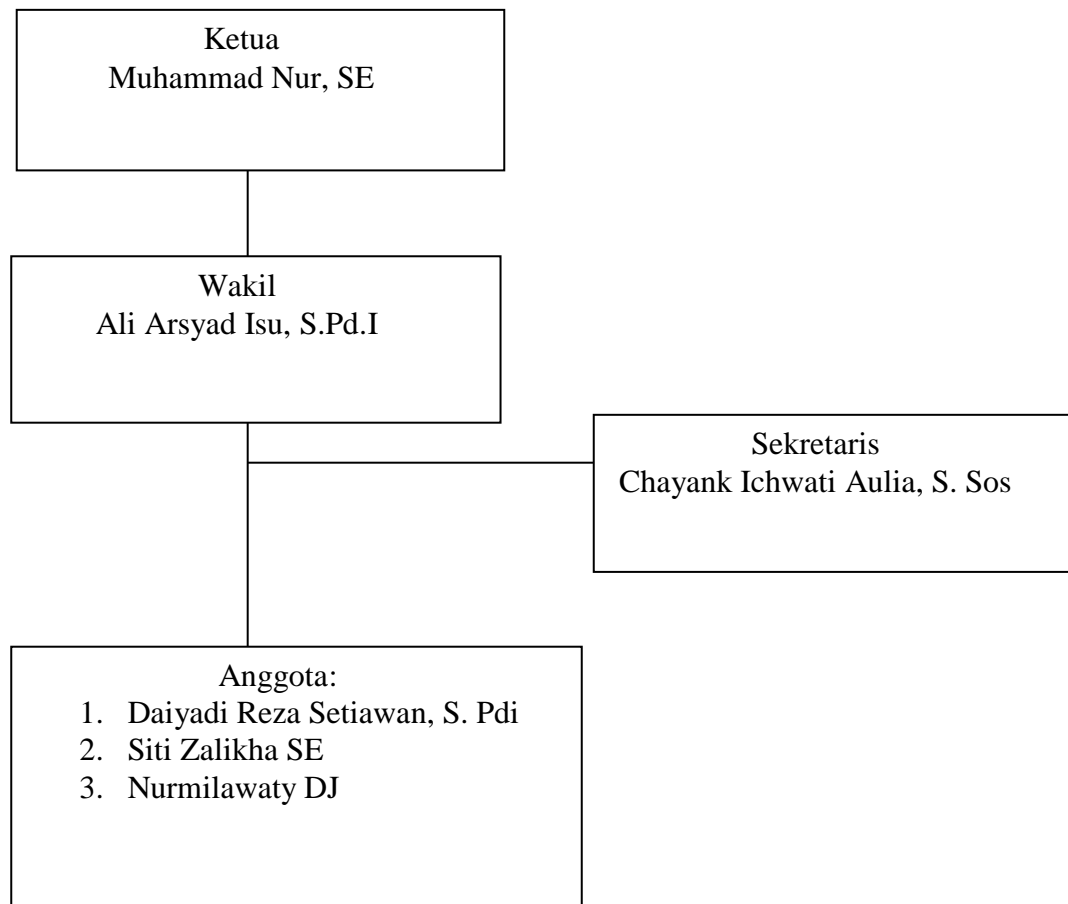 Ketua
Muhammad Nur, SE
Wakil
Ali Arsyad Isu, S.Pd.I
Sekretaris
Chayank Ichwati Aulia, S. Sos
Anggota:
1. Daiyadi Reza Setiawan, S. Pdi
2. Siti Zalikha SE
3. Nurmilawaty DJ